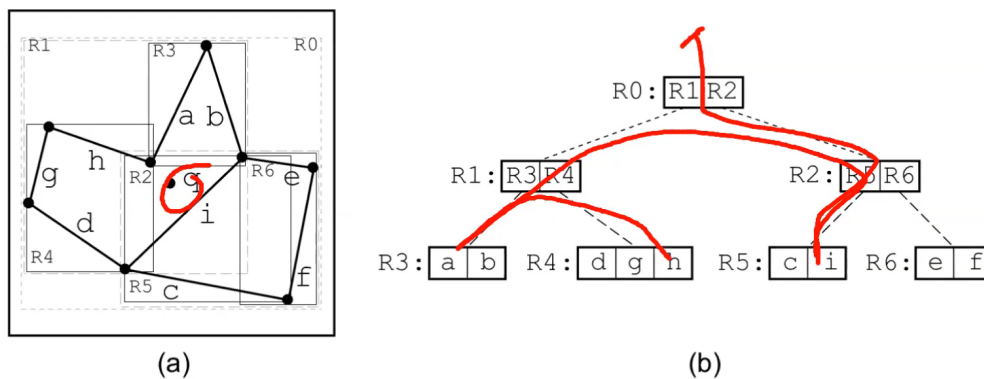 R1 R3 R0
a b
h
g R2 q R6 e
i
d
R4 R5 c f
(a)
R0: R1 R2
R1: R3 R4 R2: R5 R6
R3: a b R4: d g h R5: c i R6: e f
(b)